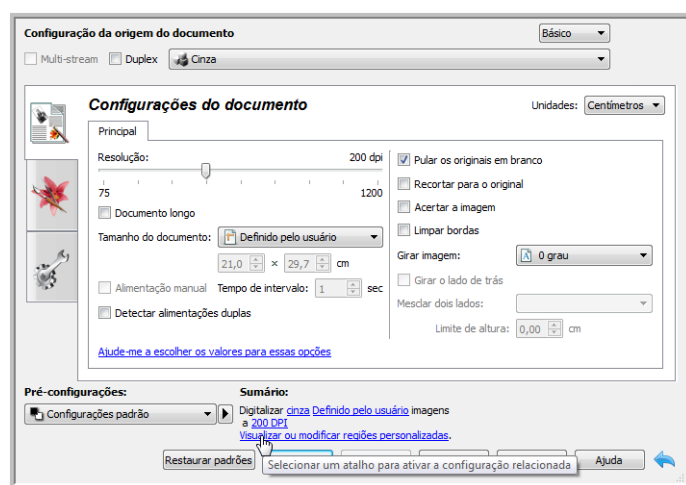 Configuração da origem do documento
Básico
Multi-stream
Duplex
Cinza
Configurações do documento
Unidades: Centímetros
Principal
Resolução: 200 dpi
75 1200
Documento longo
Tamanho do documento: Definido pelo usuário
21,0 × 29,7 cm
Alimentação manual Tempo de intervalo: 1 sec
Detectar alimentações duplas
Ajude-me a escolher os valores para essas opções
Pular os originais em branco
Recortar para o original
Acertar a imagem
Limpar bordas
Girar imagem: 0 grau
Girar o lado de trás
Mesclar dois lados:
Limite de altura: 0,00 cm
Pré-configurações:
Configurações padrão
Sumário:
Digitalizar cinza Definido pelo usuário imagens
a 200 DPI
Visualizar ou modificar regiões personalizadas.
Restaurar padrões
Selecionar um atalho para ativar a configuração relacionada
Ajuda